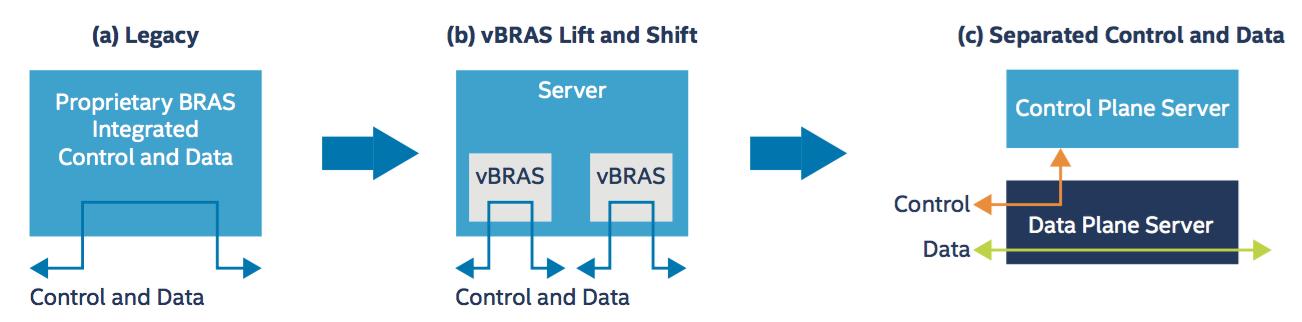 (a) Legacy
Proprietary BRAS
Integrated
Control and Data
Control and Data
(b) vBRAS Lift and Shift
Server
vBRAS
vBRAS
Control and Data
(c) Separated Control and Data
Control Plane Server
Control
Data Plane Server
Data